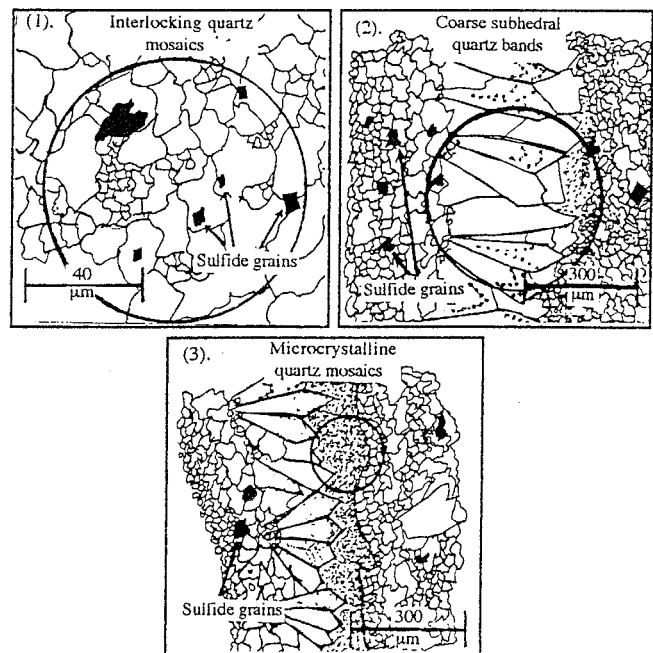 (1). Interlocking quartz
mosaics
Sulfide grains
40
μm
(2). Coarse subhedral
quartz bands
Sulfide grains
300
μm
(3). Microcrystalline
quartz mosaics
Sulfide grains
300
μm